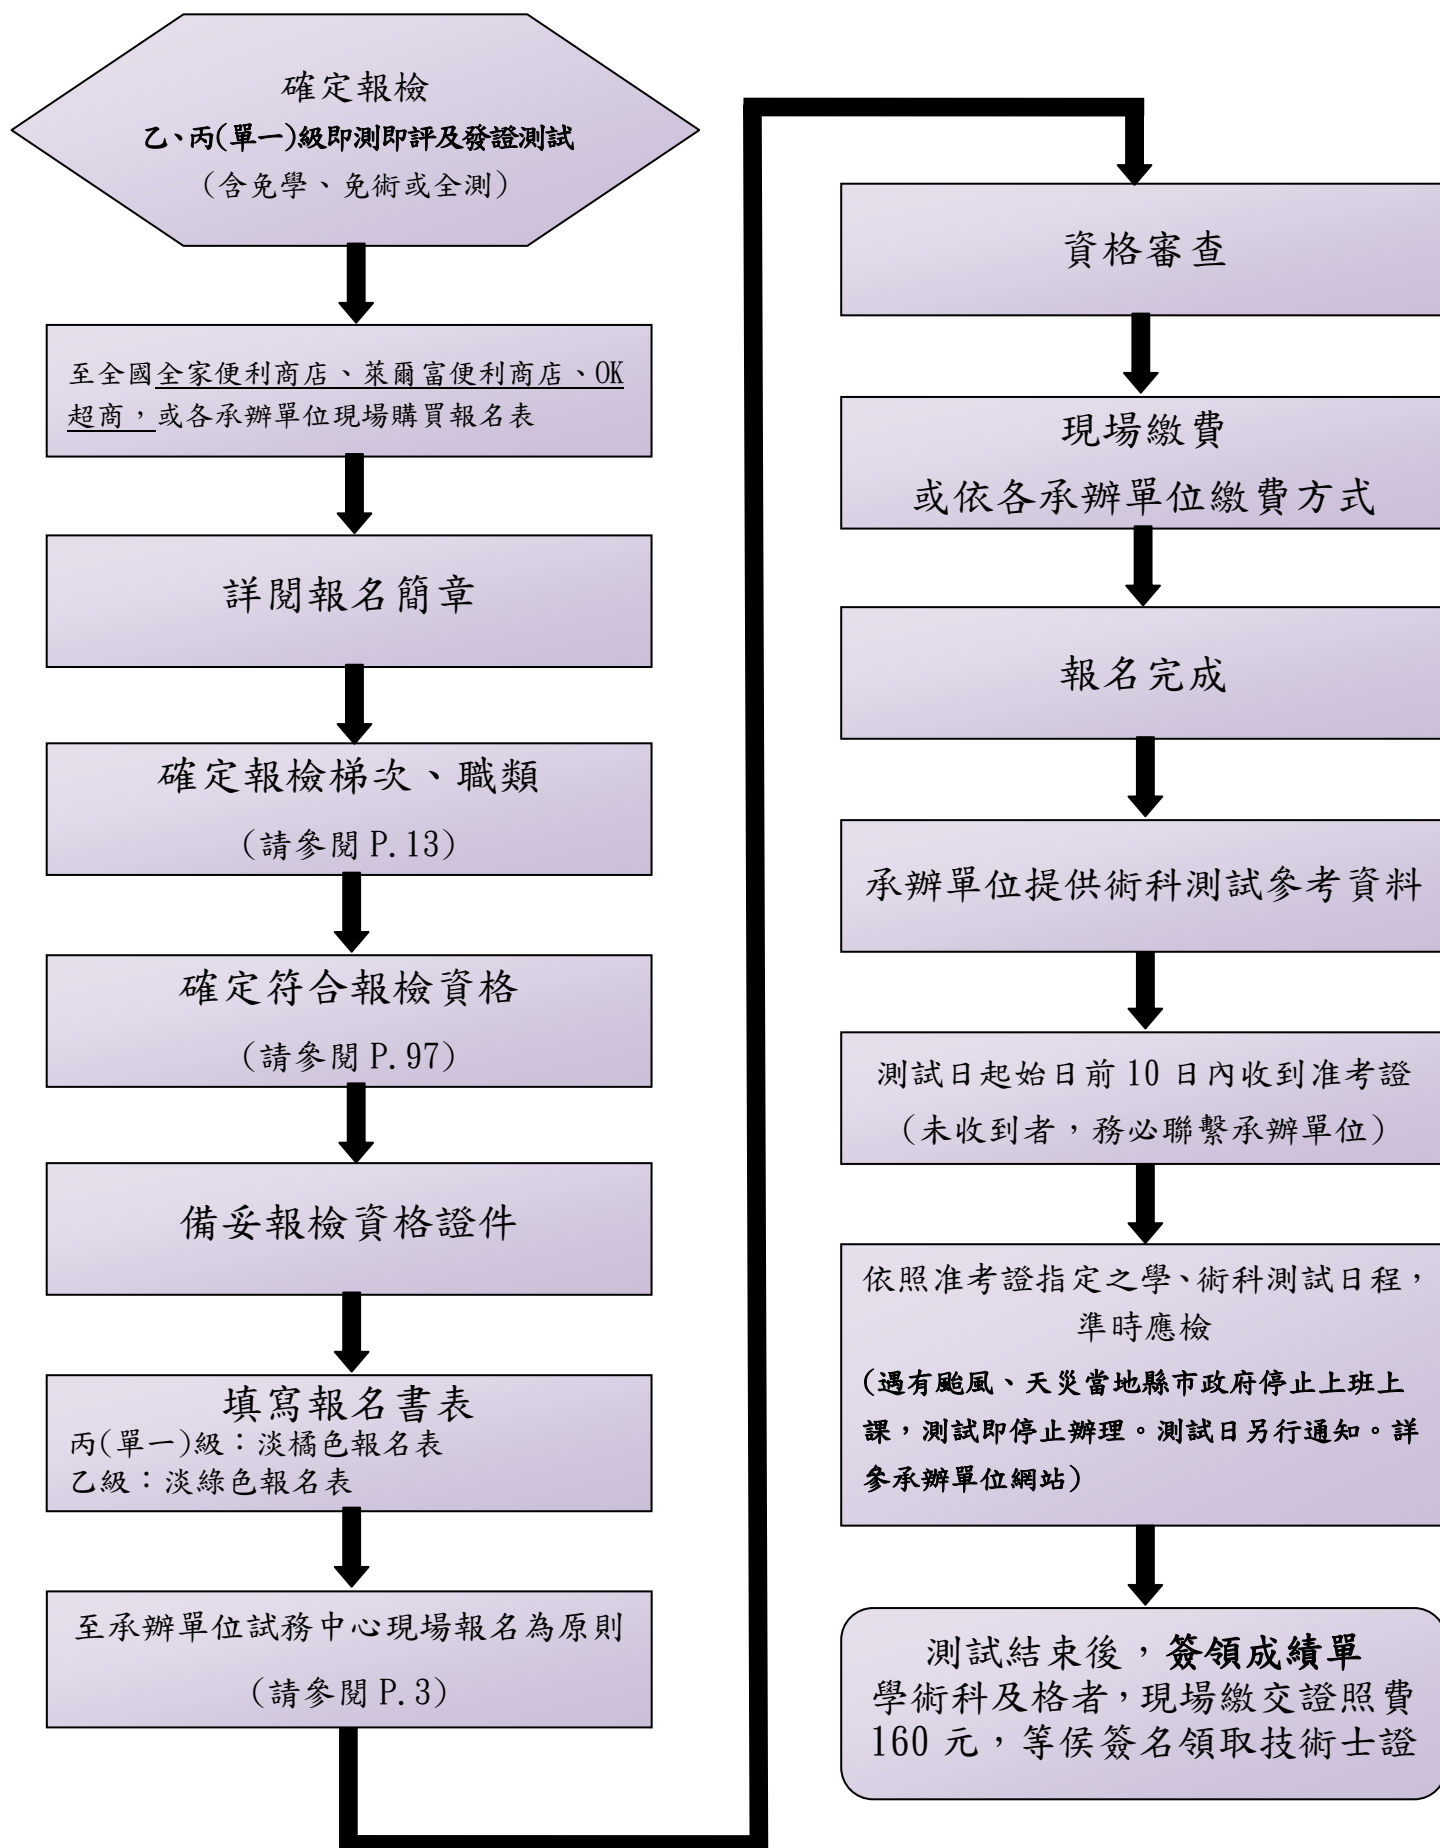 確定報檢
乙、丙(單一)級即測即評及發證測試
(含免學、免術或全測)
至全國全家便利商店、萊爾富便利商店、OK
超商，或各承辦單位現場購買報名表
詳閱報名簡章
確定報檢梯次、職類
(請參閱 P.13)
確定符合報檢資格
(請參閱 P.97)
備妥報檢資格證件
填寫報名書表
丙(單一)級：淡橘色報名表
乙級：淡綠色報名表
至承辦單位試務中心現場報名為原則
(請參閱 P.3)
資格審查
現場繳費
或依各承辦單位繳費方式
報名完成
承辦單位提供術科測試參考資料
測試日起始日前 10 日內收到准考證
(未收到者，務必聯繫承辦單位)
依照准考證指定之學、術科測試日程，
準時應檢
(遇有颱風、天災當地縣市政府停止上班上
課，測試即停止辦理。測試日另行通知。詳
參承辦單位網站)
測試結束後，簽領成績單
學術科及格者，現場繳交證照費
160 元，等侯簽名領取技術士證